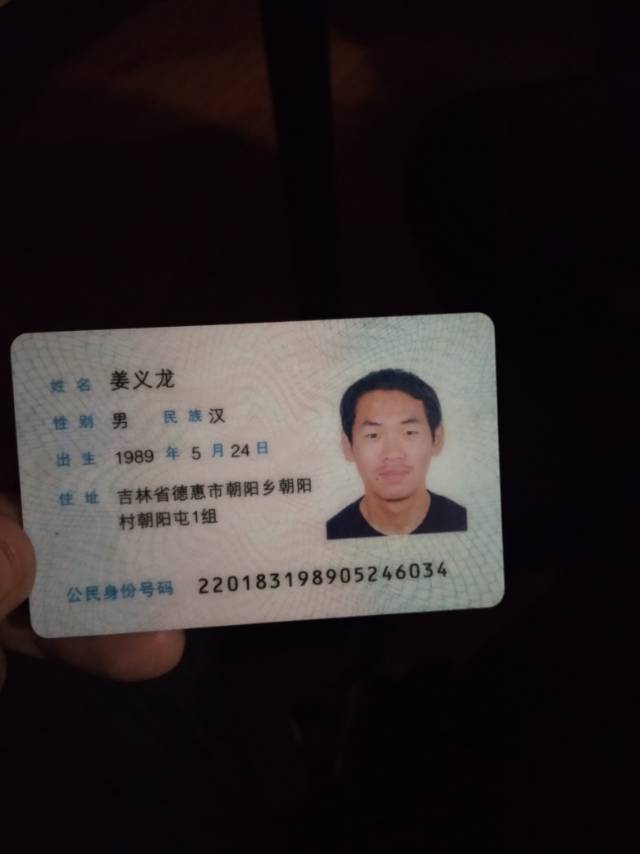 姓名 姜义龙
性别 男 民族 汉
出生 1989 年 5 月 24 日
住址 吉林省德惠市朝阳乡朝阳
村朝阳屯1组
公民身份号码 220183198905246034